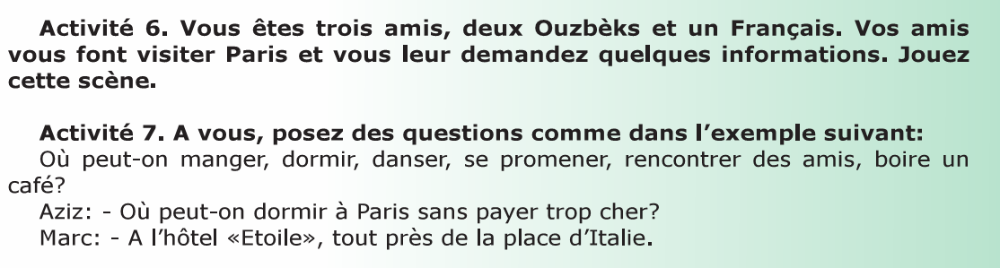 Activité 6. Vous êtes trois amis, deux Ouzbèks et un Français. Vos amis
vous font visiter Paris et vous leur demandez quelques informations. Jouez
cette scène.
Activité 7. A vous, posez des questions comme dans l’exemple suivant:
Où peut-on manger, dormir, danser, se promener, rencontrer des amis, boire un
café?
Aziz: - Où peut-on dormir à Paris sans payer trop cher?
Marc: - A l’hôtel «Etoile», tout près de la place d’Italie.